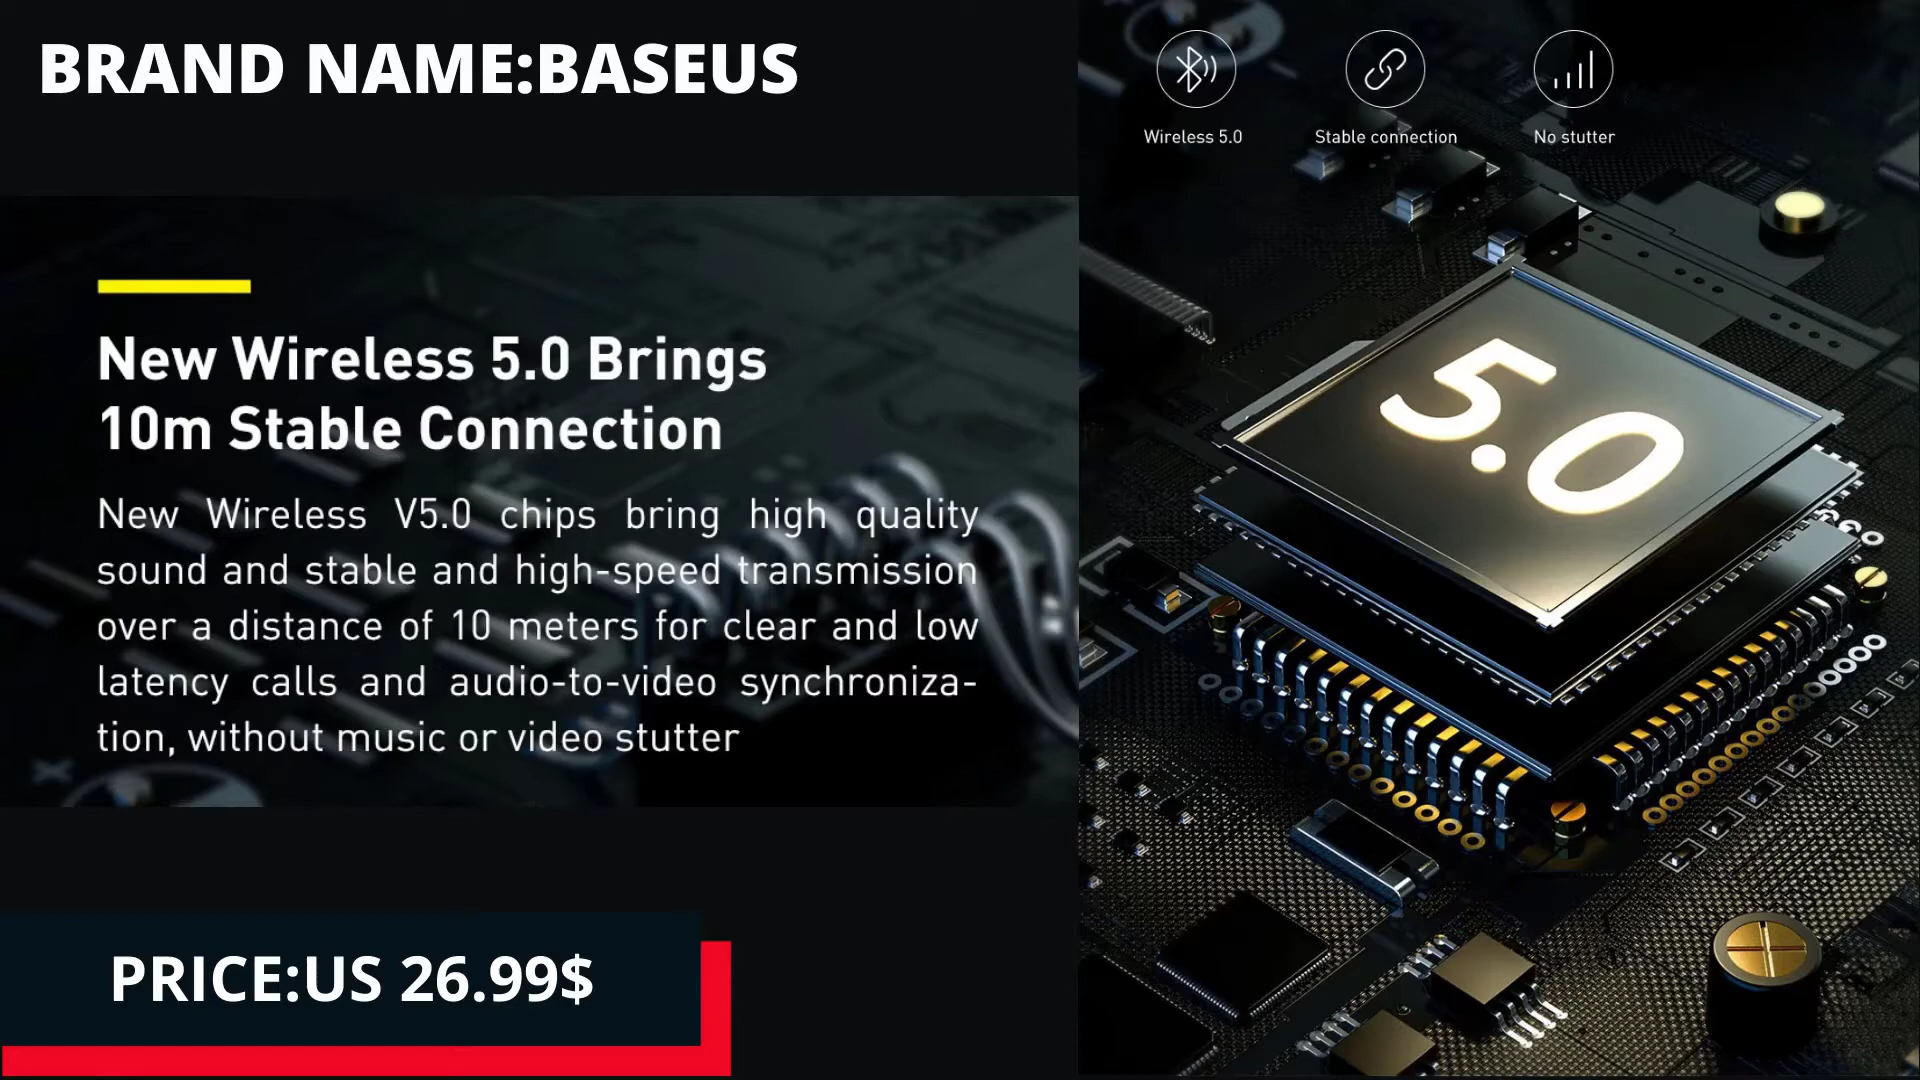 BRAND NAME:BASEUS
Wireless 5.0
Stable connection
No stutter
New Wireless 5.0 Brings
10m Stable Connection
New Wireless V5.0 chips bring high quality
sound and stable and high-speed transmission
over a distance of 10 meters for clear and low
latency calls and audio-to-video synchroniza-
tion, without music or video stutter
5.0
PRICE:US 26.99$